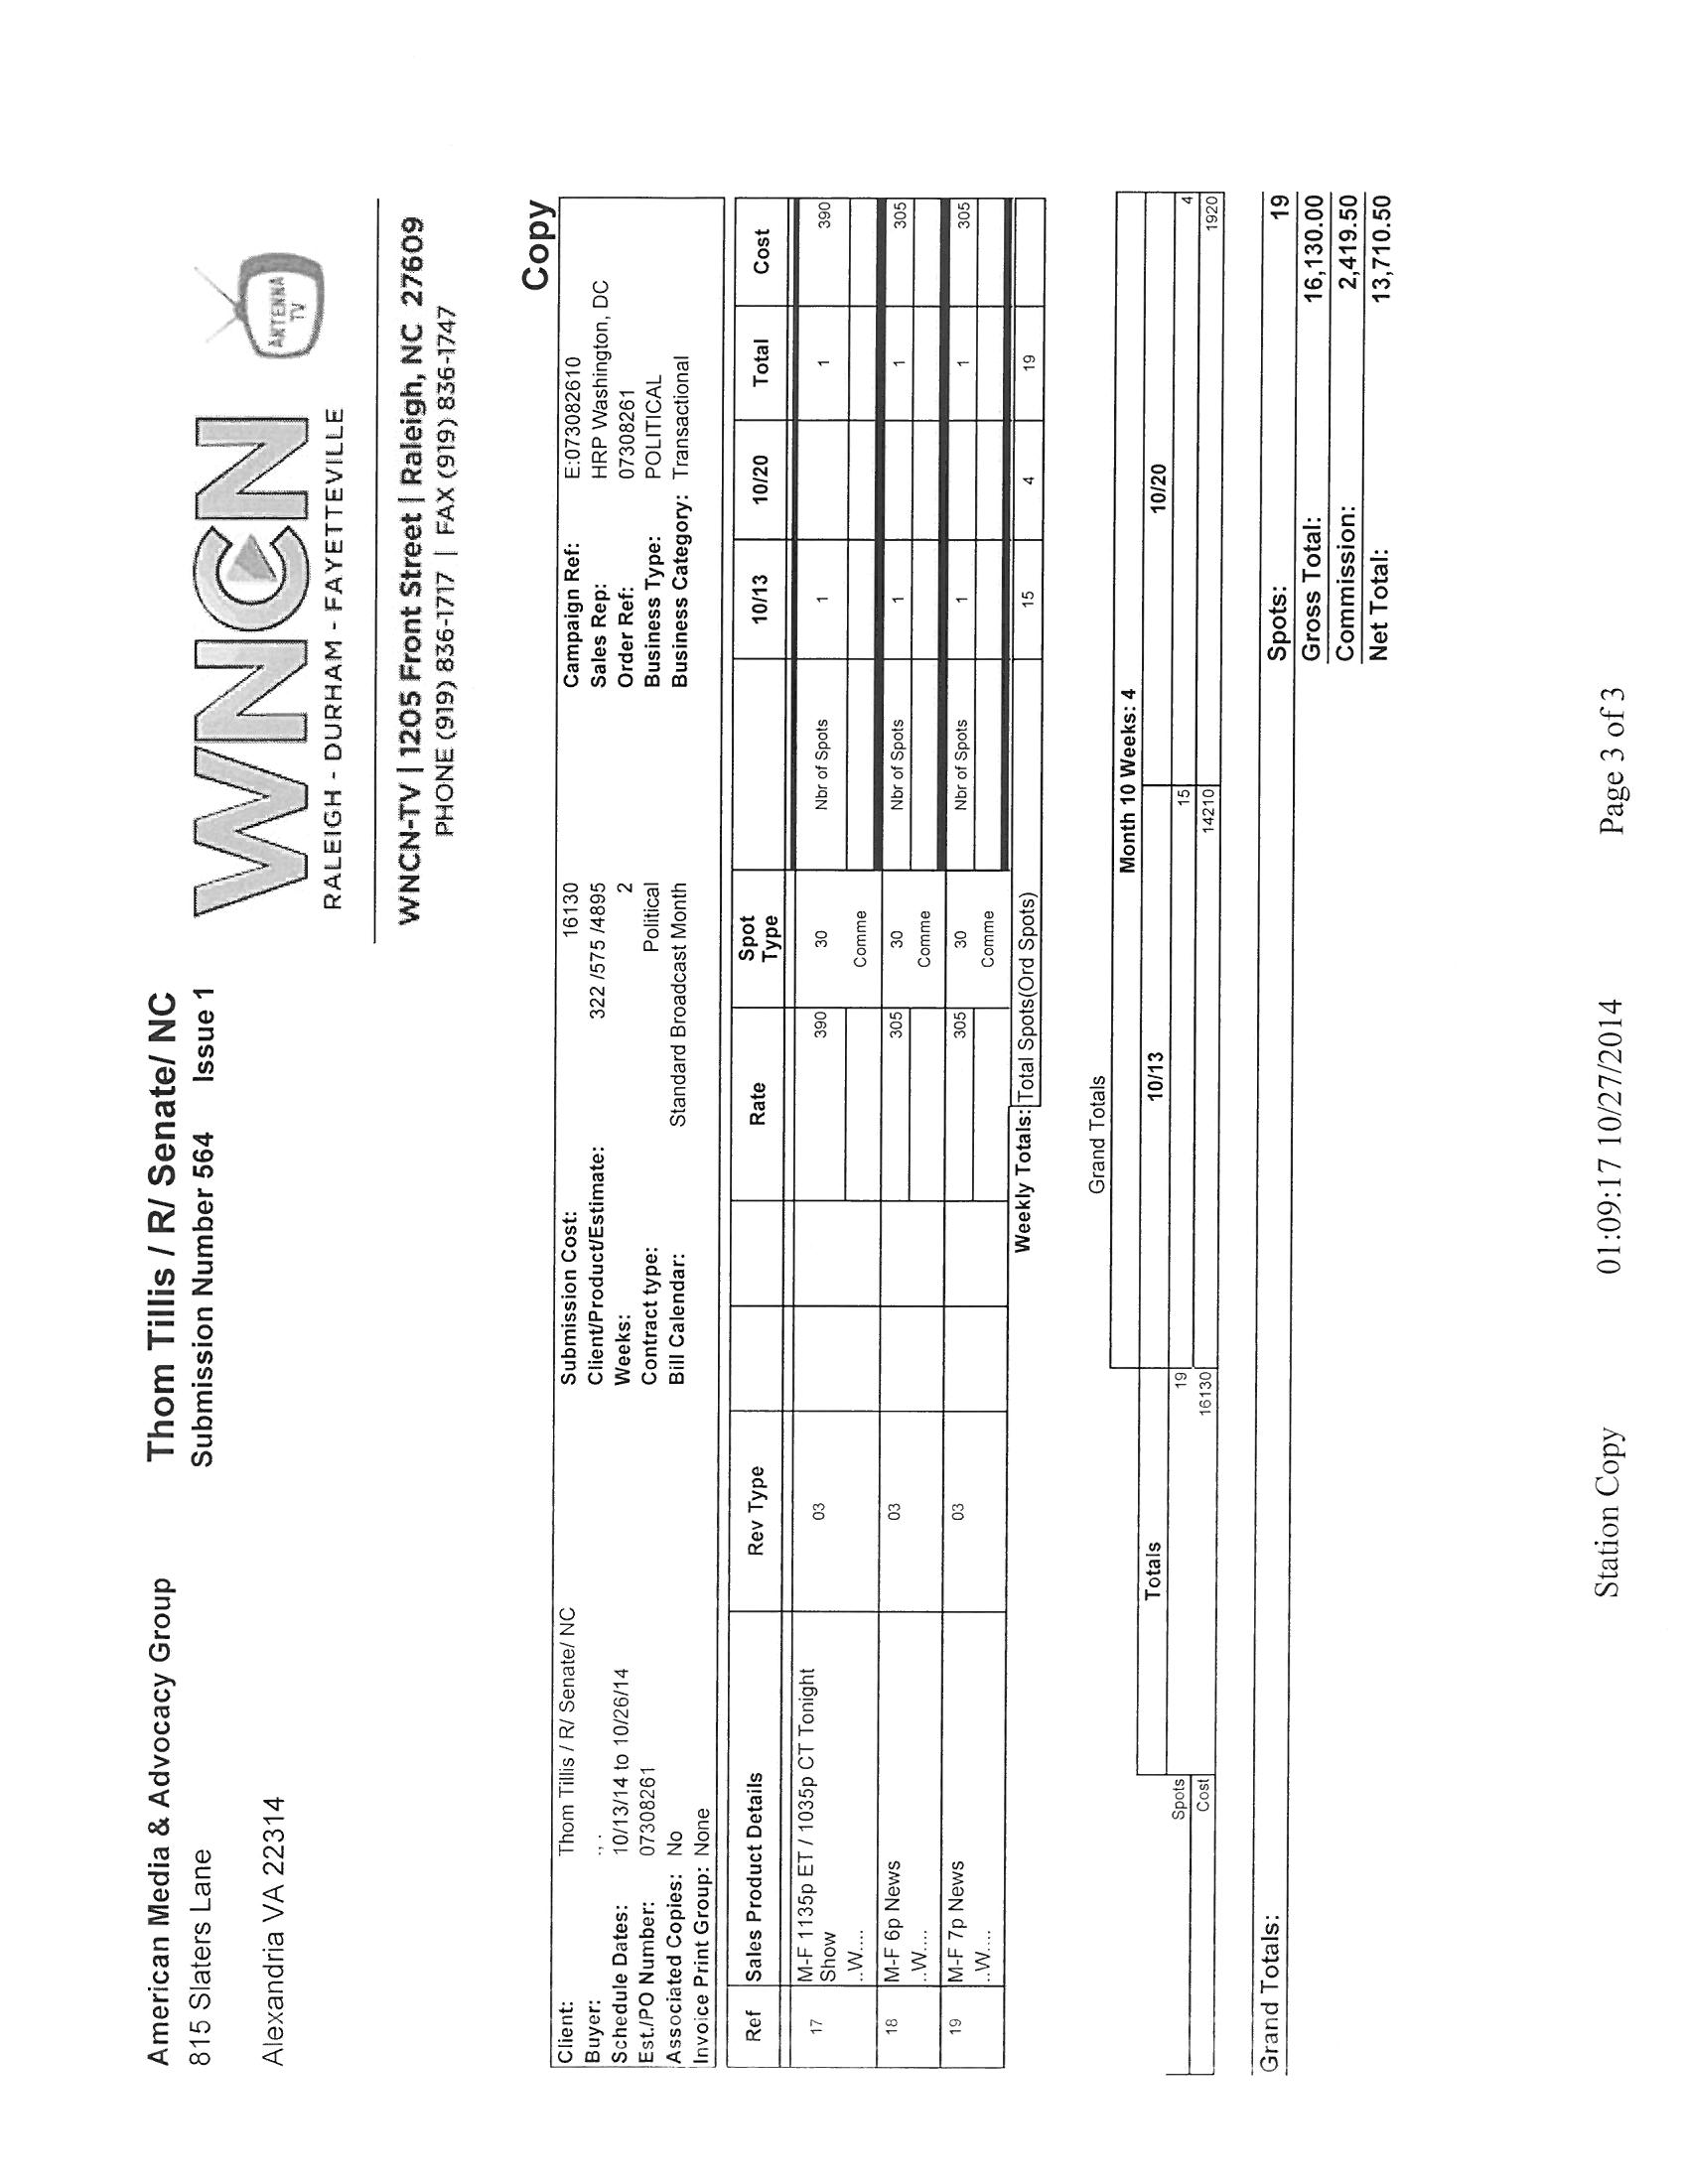 American Media & Advocacy Group
815 Slaters Lane
Alexandria VA 22314
Thom Tillis / R/ Senate/ NC
Submission Number 564 Issue 1
WNCN
ANTENNA
TV
RALEIGH - DURHAM - FAYETTEVILLE
WNCN-TV | 1205 Front Street | Raleigh, NC 27609
PHONE (919) 836-1717 | FAX (919) 836-1747
Copy
Client: Thom Tillis / R/ Senate/ NC Submission Cost: 16130 Campaign Ref: E:073082610
Buyer: ., . Client/Product/Estimate: 322 /575 /4895 Sales Rep: HRP Washington, DC
Schedule Dates: 10/13/14 to 10/26/14 Weeks: 2 Order Ref: 07308261
Est./PO Number: 07308261 Contract type: Political Business Type: POLITICAL
Associated Copies: No Bill Calendar: Standard Broadcast Month Business Category: Transactional
Invoice Print Group: None
Ref Sales Product Details Rev Type Rate Spot Type 10/13 10/20 Total Cost
17 M-F 1135p ET / 1035p CT Tonight 03 390 30 Nbr of Spots 1 1 390
Show
..W.... Comme
18 M-F 6p News 03 305 30 Nbr of Spots 1 1 305
..W.... Comme
19 M-F 7p News 03 305 30 Nbr of Spots 1 1 305
..W.... Comme
Weekly Totals: Total Spots(Ord Spots) 15 4 19
Grand Totals
Month 10 Weeks: 4
Totals 10/13 10/20
Spots 19 15 4
Cost 16130 14210 1920
Grand Totals: Spots: 19
Gross Total: 16,130.00
Commission: 2,419.50
Net Total: 13,710.50
Station Copy 01:09:17 10/27/2014 Page 3 of 3